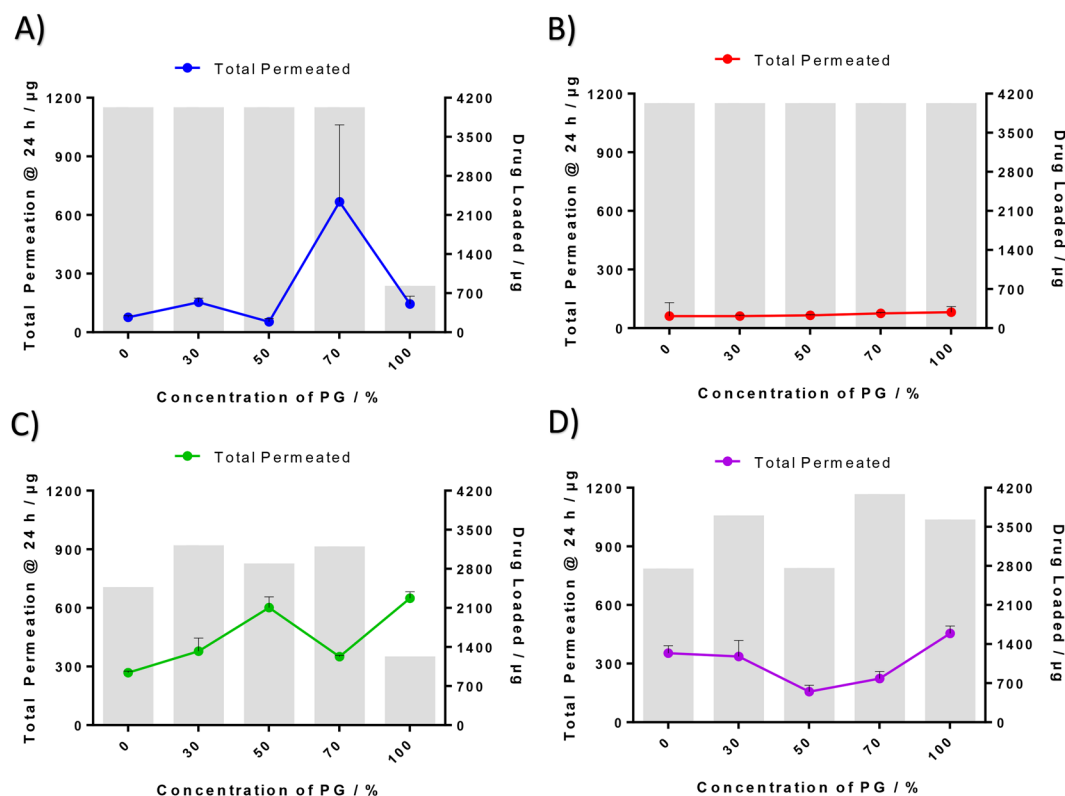 A)
Total Permeated
Total Permeation @ 24 h / µg
1200
900
600
300
0
4200
3500
2800
2100
1400
700
0
Drug Loaded / µg
0 30 50 70 100
Concentration of PG / %
B)
Total Permeated
Total Permeation @ 24 h / µg
1200
900
600
300
0
4200
3500
2800
2100
1400
700
0
Drug Loaded / µg
0 30 50 70 100
Concentration of PG / %
C)
Total Permeated
Total Permeation @ 24 h / µg
1200
900
600
300
0
4200
3500
2800
2100
1400
700
0
Drug Loaded / µg
0 30 50 70 100
Concentration of PG / %
D)
Total Permeated
Total Permeation @ 24 h / µg
1200
900
600
300
0
4200
3500
2800
2100
1400
700
0
Drug Loaded / µg
0 30 50 70 100
Concentration of PG / %